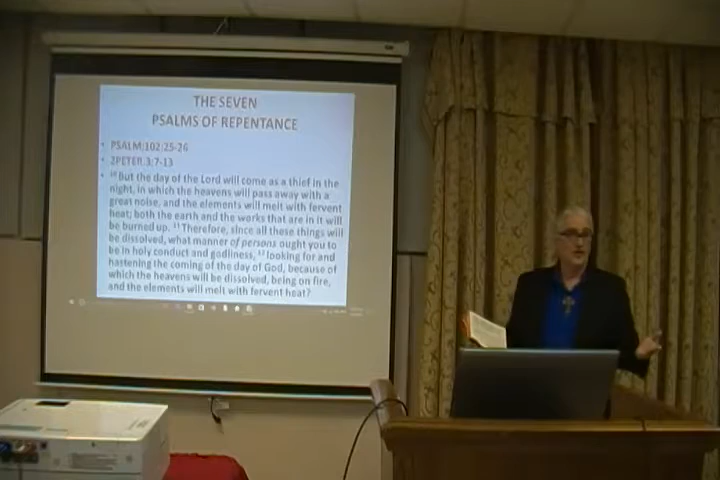 THE SEVEN
PSALMS OF REPENTANCE
• PSALM:102:25-26
• 2PETER.3:7-13
• 10 But the day of the Lord will come as a thief in the
night, in which the heavens will pass away with a
great noise, and the elements will melt with fervent
heat; both the earth and the works that are in it will
be burned up. 11 Therefore, since all these things will
be dissolved, what manner of persons ought you to
be in holy conduct and godliness, 12 looking for and
hastening the coming of the day of God, because of
which the heavens will be dissolved, being on fire,
and the elements will melt with fervent heat?